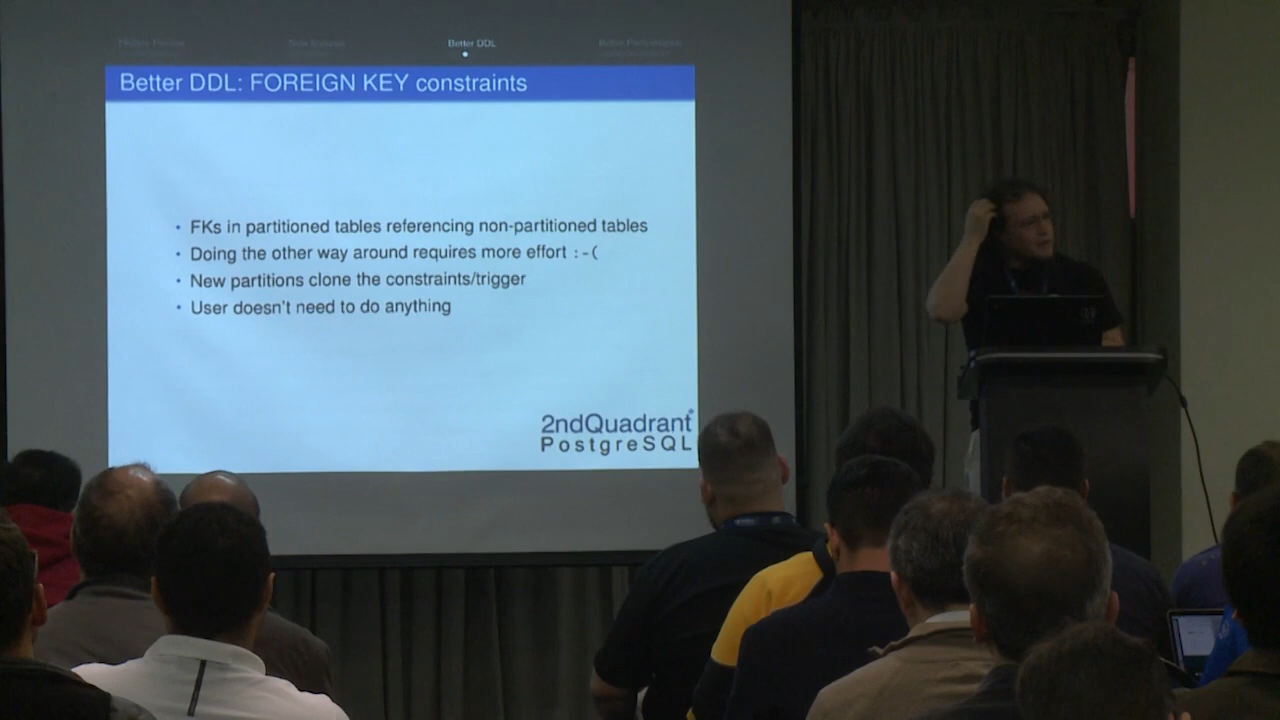 Better DDL
Better DDL: FOREIGN KEY constraints
• FKs in partitioned tables referencing non-partitioned tables
• Doing the other way around requires more effort :-(
• New partitions clone the constraints/trigger
• User doesn't need to do anything
2ndQuadrant
PostgreSQL